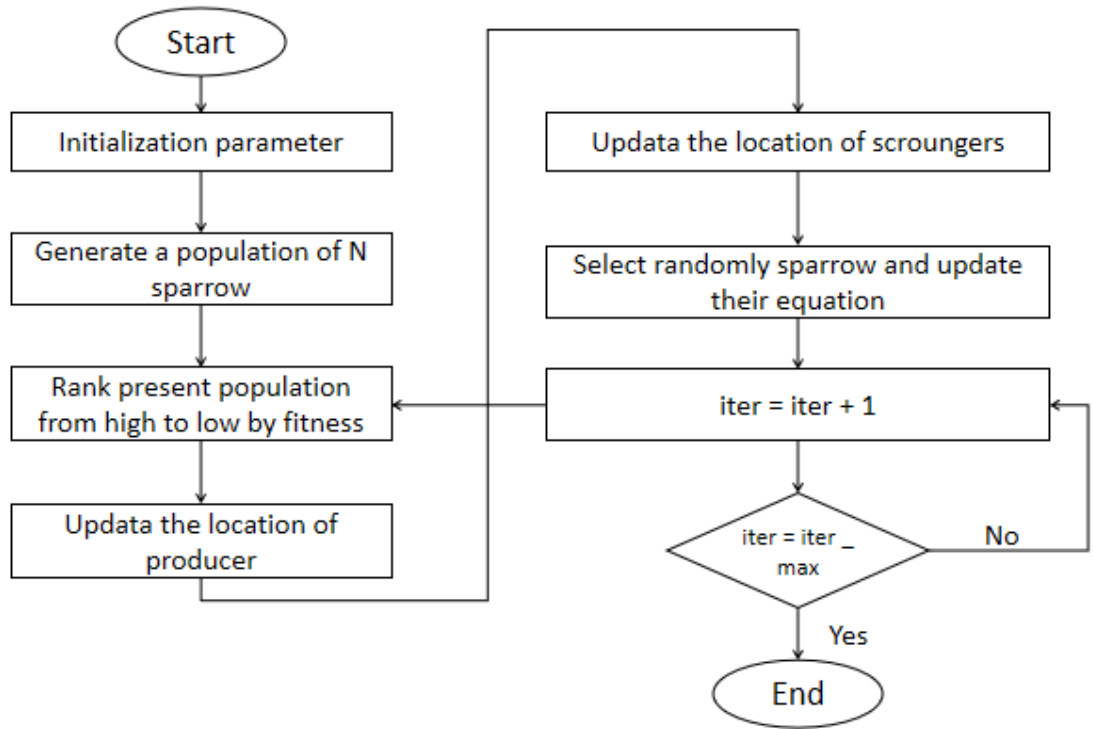 Start
Initialization parameter
Generate a population of N
sparrow
Rank present population
from high to low by fitness
Updata the location of
producer
Updata the location of scroungers
Select randomly sparrow and update
their equation
iter = iter + 1
iter = iter _
max
No
Yes
End